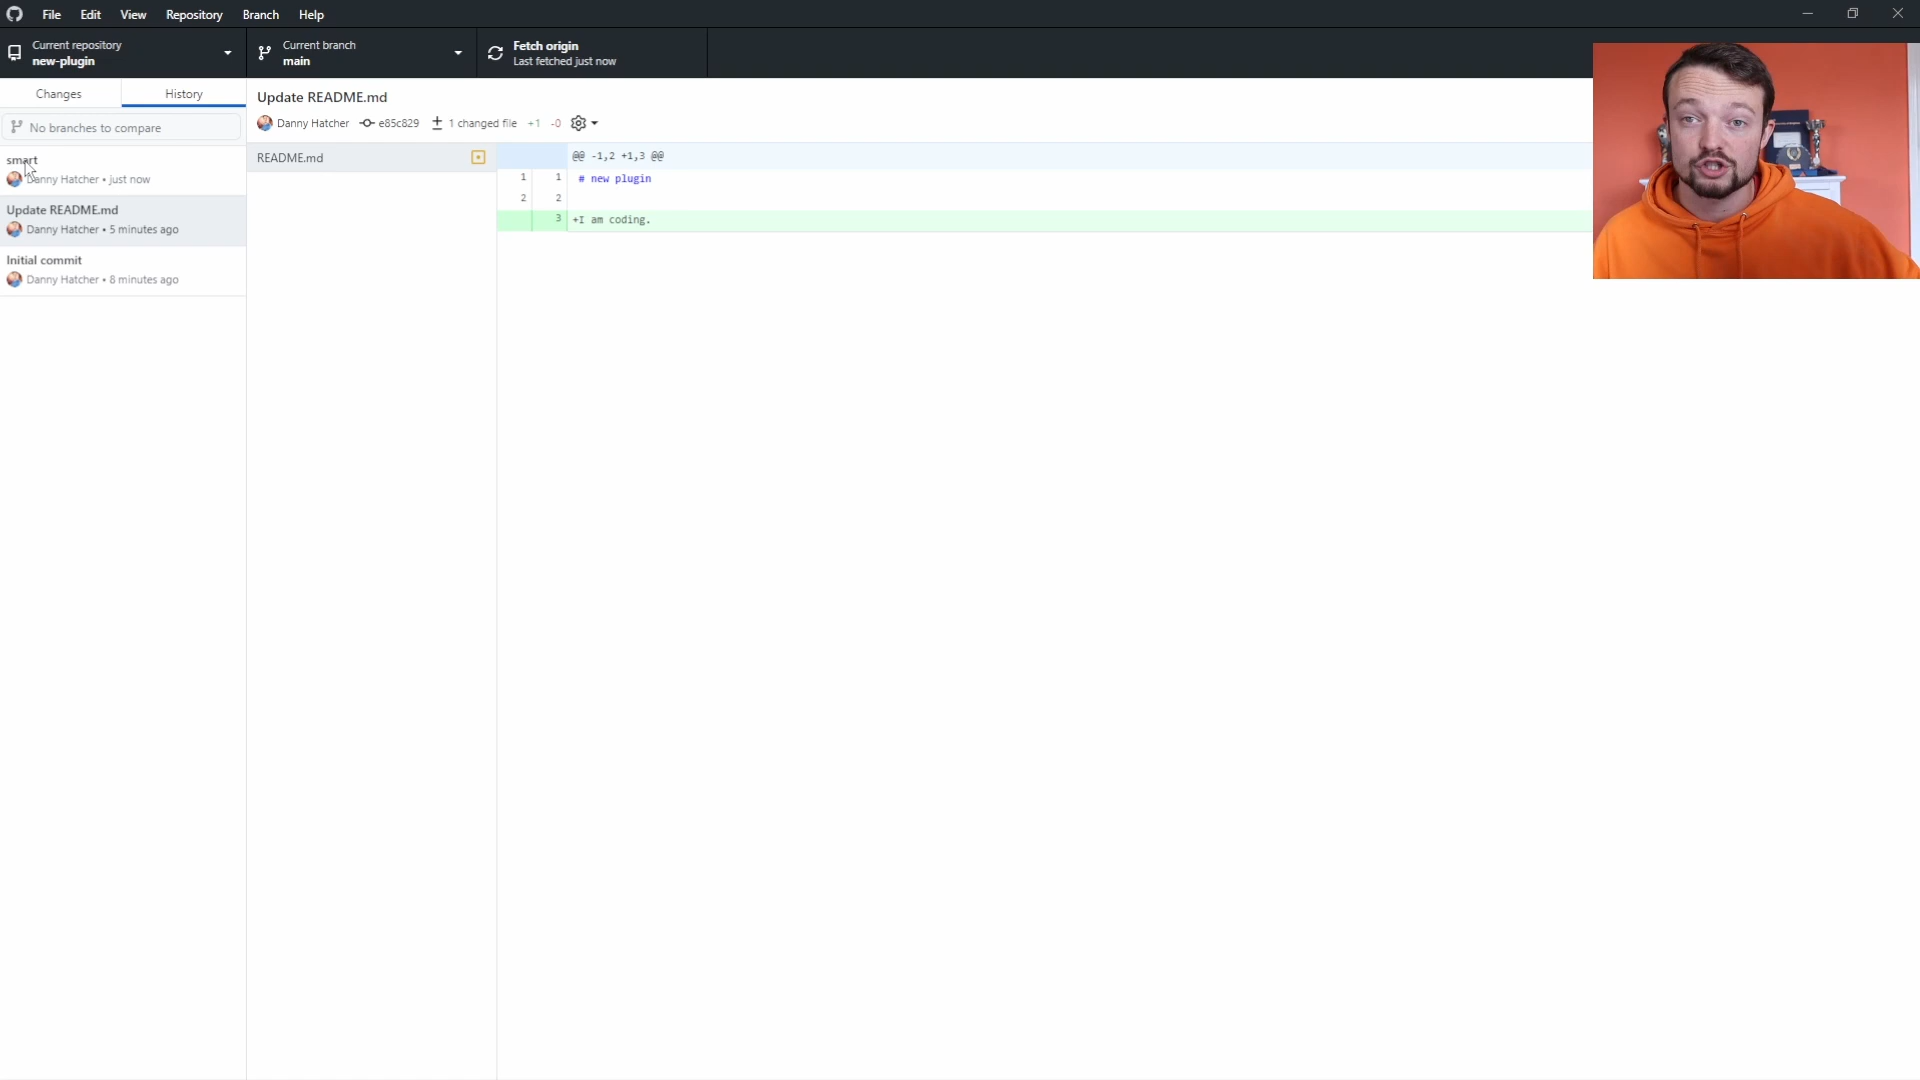 File Edit View Repository Branch Help
Current repository
new-plugin
Current branch
main
Fetch origin
Last fetched just now
Changes History
No branches to compare
smart
Danny Hatcher • just now
Update README.md
Danny Hatcher • 5 minutes ago
Initial commit
Danny Hatcher • 8 minutes ago
Update README.md
Danny Hatcher e85c829 1 changed file +1 -0
README.md
@@ -1,2 +1,3 @@
1 1 # new plugin
2 2
3 +I am coding.